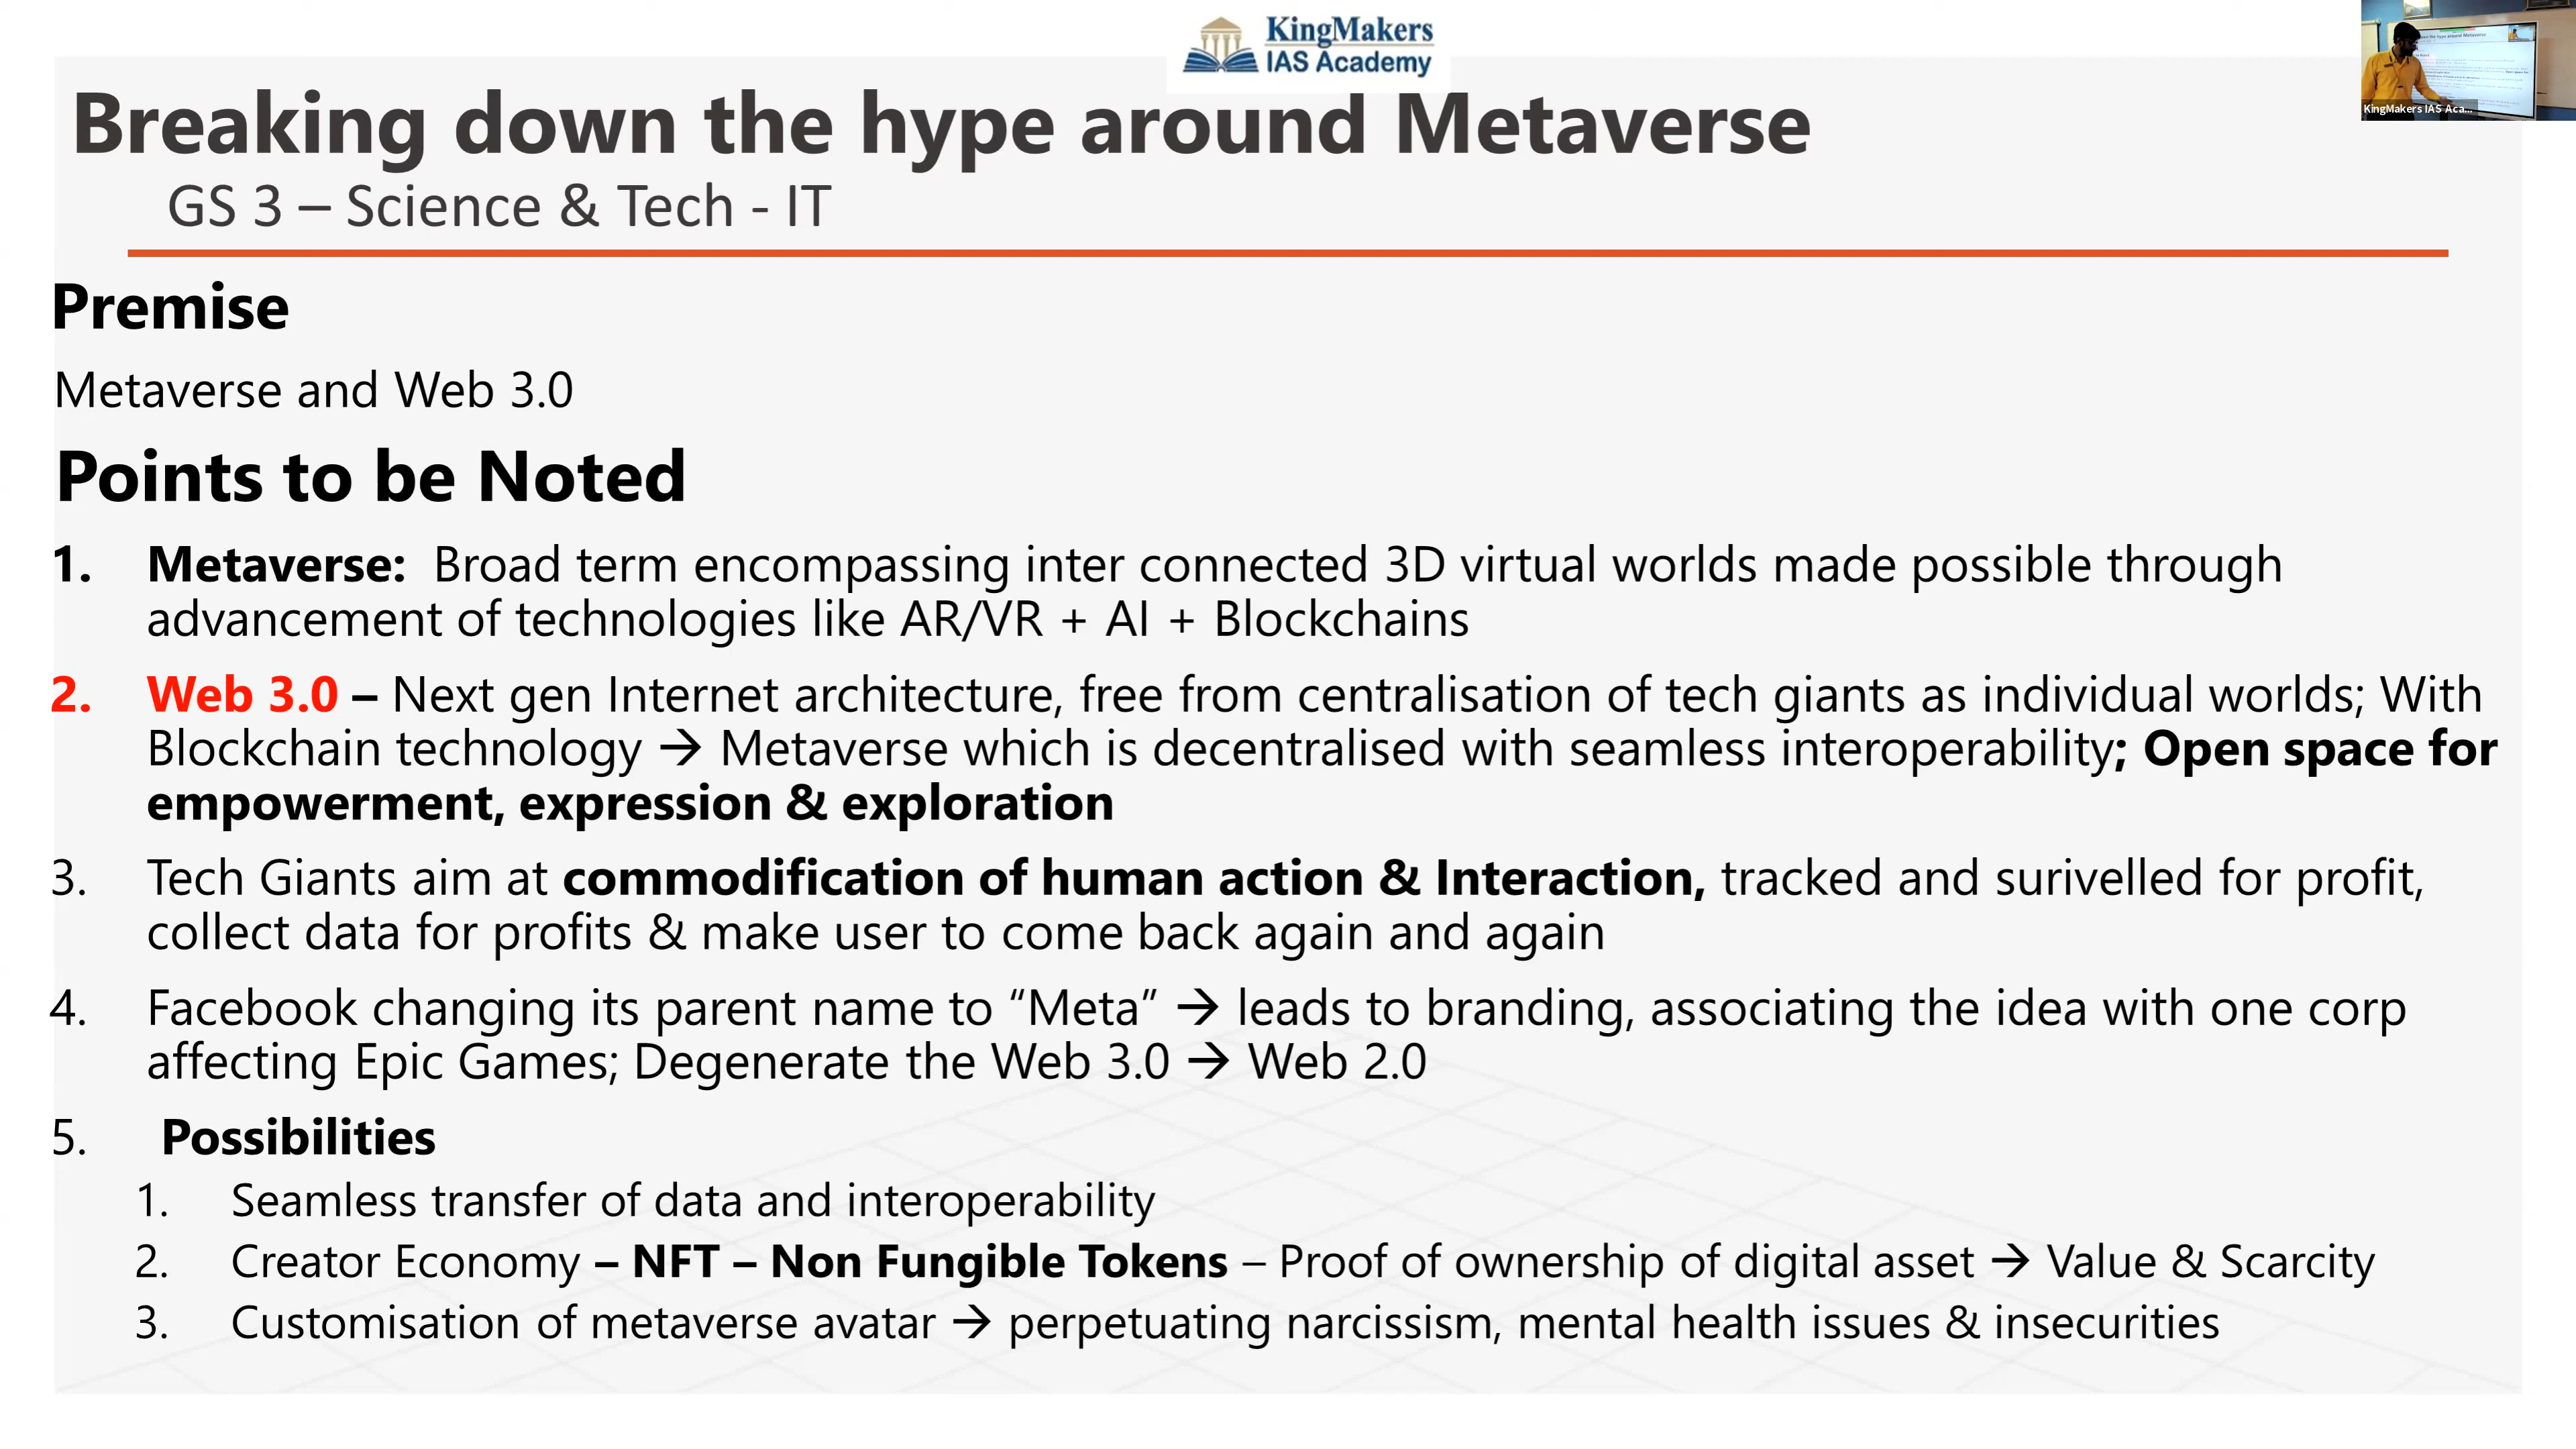 KingMakers
IAS Academy
KingMakers IAS Aca...
Breaking down the hype around Metaverse
GS 3 – Science & Tech - IT
Premise
Metaverse and Web 3.0
Points to be Noted
1. Metaverse: Broad term encompassing inter connected 3D virtual worlds made possible through
advancement of technologies like AR/VR + AI + Blockchains
2. Web 3.0 – Next gen Internet architecture, free from centralisation of tech giants as individual worlds; With
Blockchain technology → Metaverse which is decentralised with seamless interoperability; Open space for
empowerment, expression & exploration
3. Tech Giants aim at commodification of human action & Interaction, tracked and surivelled for profit,
collect data for profits & make user to come back again and again
4. Facebook changing its parent name to “Meta” → leads to branding, associating the idea with one corp
affecting Epic Games; Degenerate the Web 3.0 → Web 2.0
5. Possibilities
1. Seamless transfer of data and interoperability
2. Creator Economy – NFT – Non Fungible Tokens – Proof of ownership of digital asset → Value & Scarcity
3. Customisation of metaverse avatar → perpetuating narcissism, mental health issues & insecurities